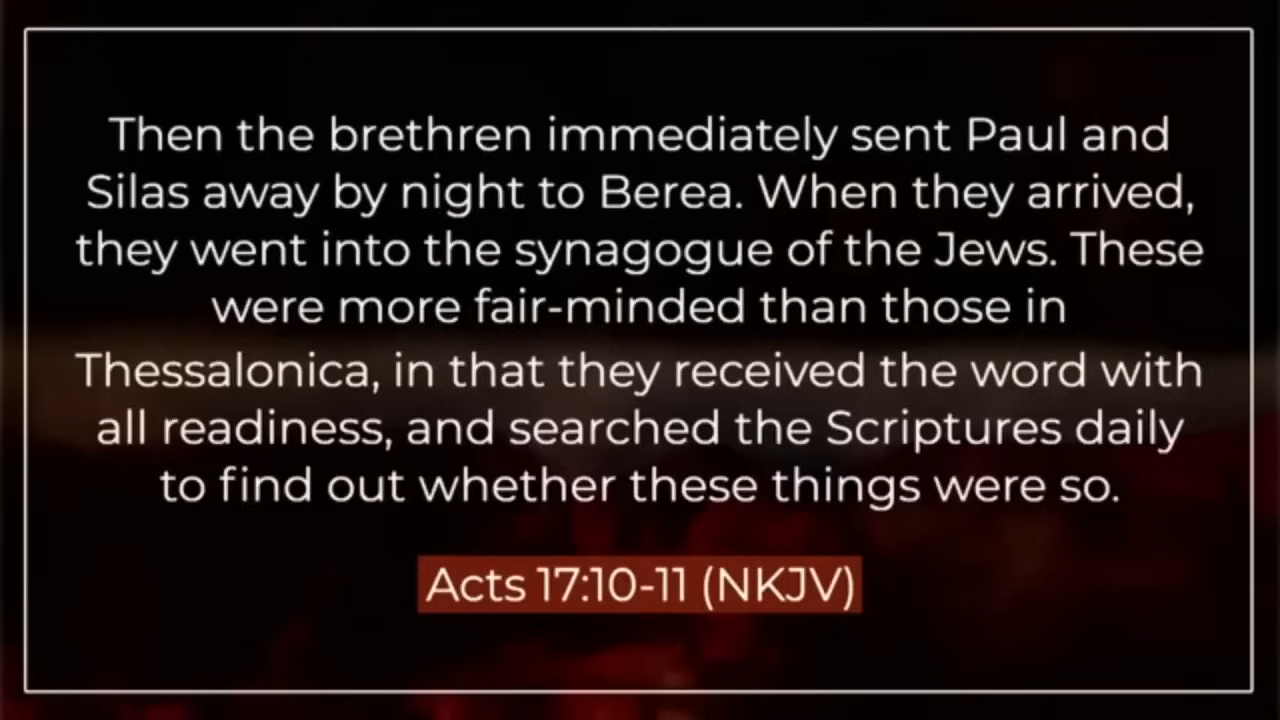 Then the brethren immediately sent Paul and
Silas away by night to Berea. When they arrived,
they went into the synagogue of the Jews. These
were more fair-minded than those in
Thessalonica, in that they received the word with
all readiness, and searched the Scriptures daily
to find out whether these things were so.
Acts 17:10-11 (NKJV)